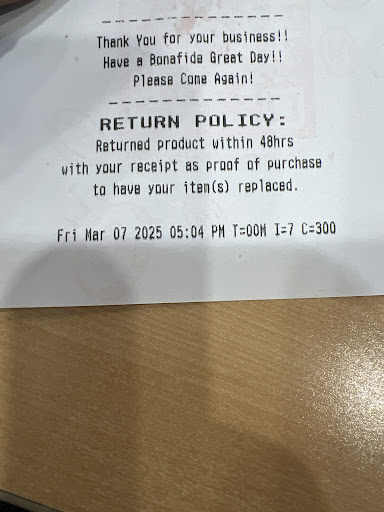 ------------------
Thank You for your business!!
Have a Bonafide Great Day!!
Please Come Again!
------------------
RETURN POLICY:
Returned product within 48hrs
with your receipt as proof of purchase
to have your item(s) replaced.
Fri Mar 07 2025 05:04 PM T=00M I=7 C=300